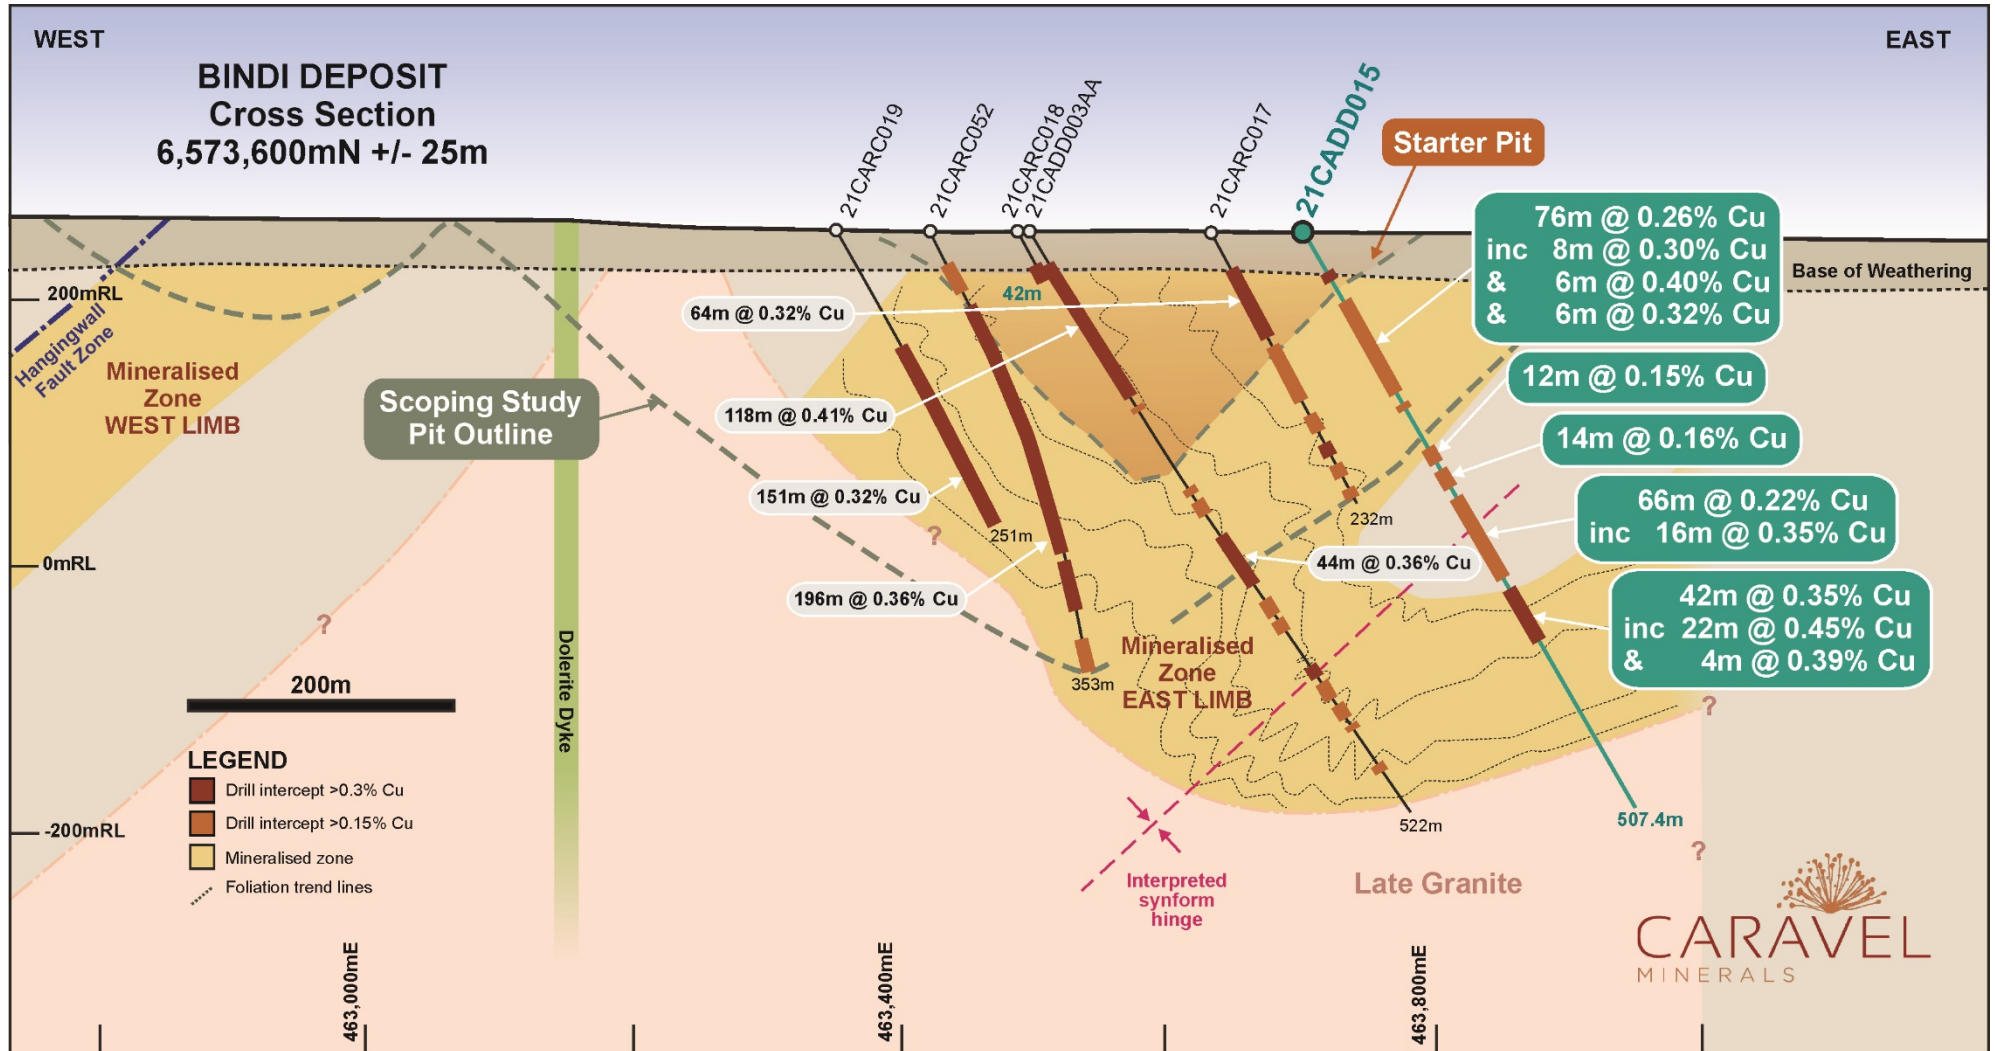 WEST
EAST
BINDI DEPOSIT
Cross Section
6,573,600mN +/- 25m
21CARC019
21CARC052
21CARC018
21CADD003AA
21CARC017
21CADD015
Starter Pit
76m @ 0.26% Cu
inc 8m @ 0.30% Cu
& 6m @ 0.40% Cu
& 6m @ 0.32% Cu
Base of Weathering
200mRL
Hangingwall
Fault Zone
Mineralised
Zone
WEST LIMB
42m
64m @ 0.32% Cu
12m @ 0.15% Cu
Scoping Study
Pit Outline
118m @ 0.41% Cu
14m @ 0.16% Cu
151m @ 0.32% Cu
66m @ 0.22% Cu
inc 16m @ 0.35% Cu
232m
251m
?
0mRL
44m @ 0.36% Cu
196m @ 0.36% Cu
42m @ 0.35% Cu
inc 22m @ 0.45% Cu
& 4m @ 0.39% Cu
?
Dolerite Dyke
Mineralised
Zone
EAST LIMB
353m
200m
?
LEGEND
Drill intercept >0.3% Cu
Drill intercept >0.15% Cu
Mineralised zone
Foliation trend lines
-200mRL
522m
507.4m
?
Interpreted
synform
hinge
Late Granite
CARAVEL
MINERALS
463,000mE
463,400mE
463,800mE